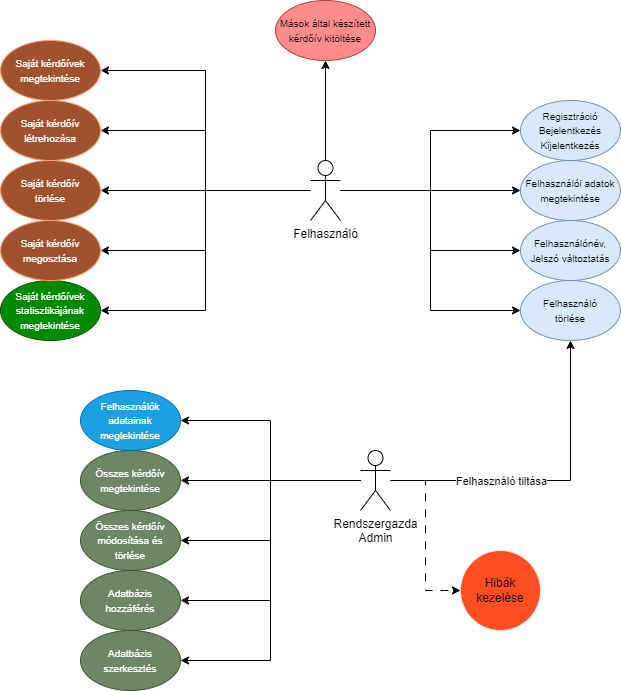 Mások által készített
kérdőív kitöltése
Saját kérdőívek
megtekintése
Saját kérdőív
létrehozása
Saját kérdőív
törlése
Saját kérdőív
megosztása
Saját kérdőívek
statisztikájának
megtekintése
Felhasználó
Regisztráció
Bejelentkezés
Kijelentkezés
Felhasználói adatok
megtekintése
Felhasználónév,
Jelszó változtatás
Felhasználó
törlése
Felhasználók
adatainak
megtekintése
Összes kérdőív
megtekintése
Összes kérdőív
módosítása és
törlése
Adatbázis
hozzáférés
Adatbázis
szerkesztés
Rendszergazda
Admin
Felhasználó tiltása
Hibák
kezelése